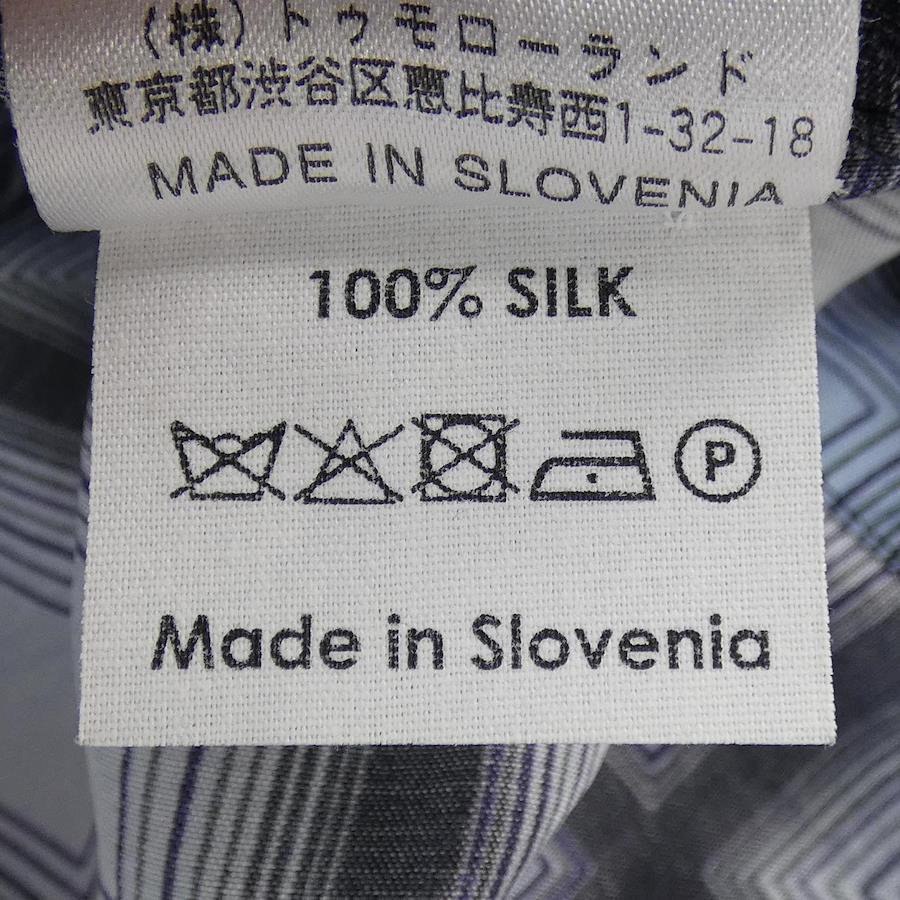 (株)トゥモローランド
東京都渋谷区恵比寿西1-32-18
MADE IN SLOVENIA
100% SILK
P
Made in Slovenia